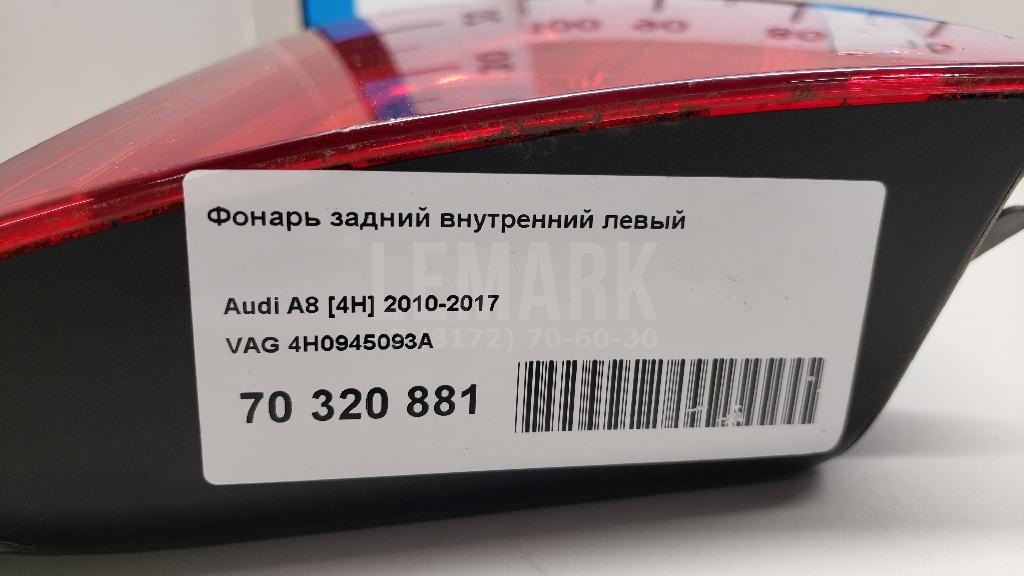 Фонарь задний внутренний левый
LEMARK
Audi A8 [4H] 2010-2017
(8172) 70-60-30
VAG 4H0945093A
70 320 881